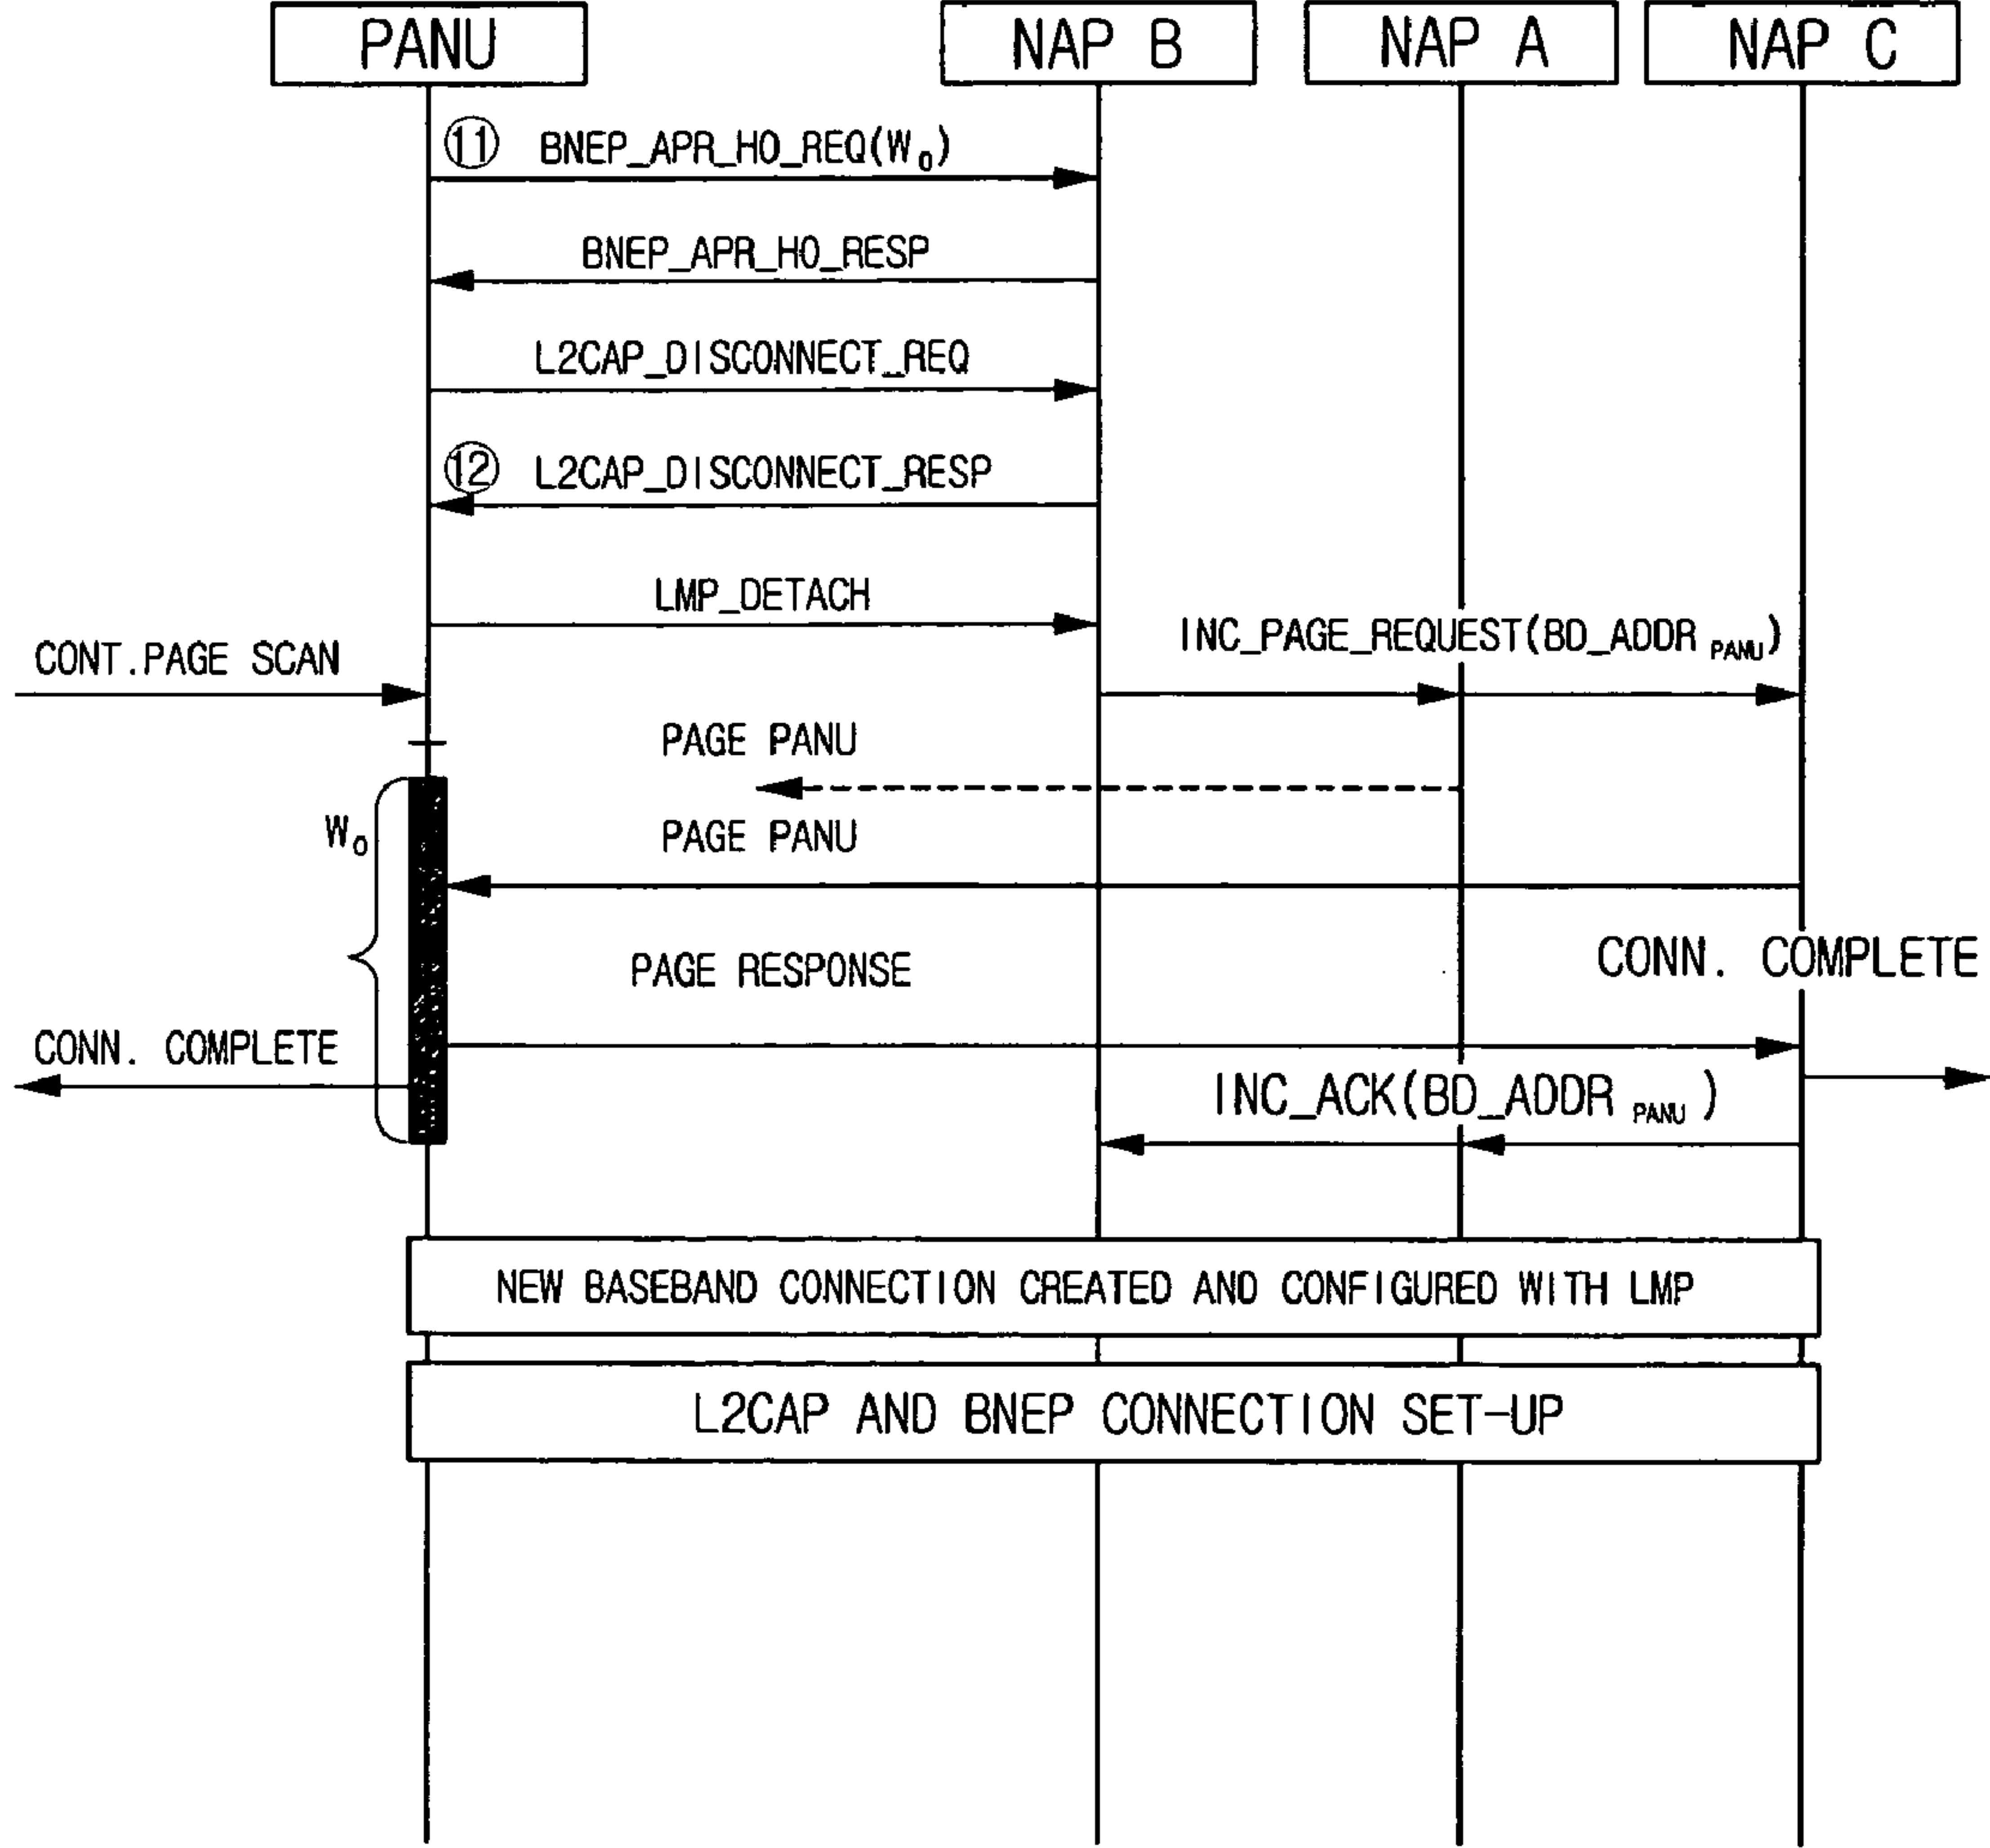 PANU NAP B NAP A NAP C
⑪ BNEP_APR_HO_REQ(W₀)
BNEP_APR_HO_RESP
L2CAP_DISCONNECT_REQ
⑫ L2CAP_DISCONNECT_RESP
LMP_DETACH
INC_PAGE_REQUEST(BD_ADDR PANU)
CONT.PAGE SCAN
PAGE PANU
W₀
PAGE PANU
CONN. COMPLETE
PAGE RESPONSE
CONN. COMPLETE
INC_ACK(BD_ADDR PANU)
NEW BASEBAND CONNECTION CREATED AND CONFIGURED WITH LMP
L2CAP AND BNEP CONNECTION SET-UP